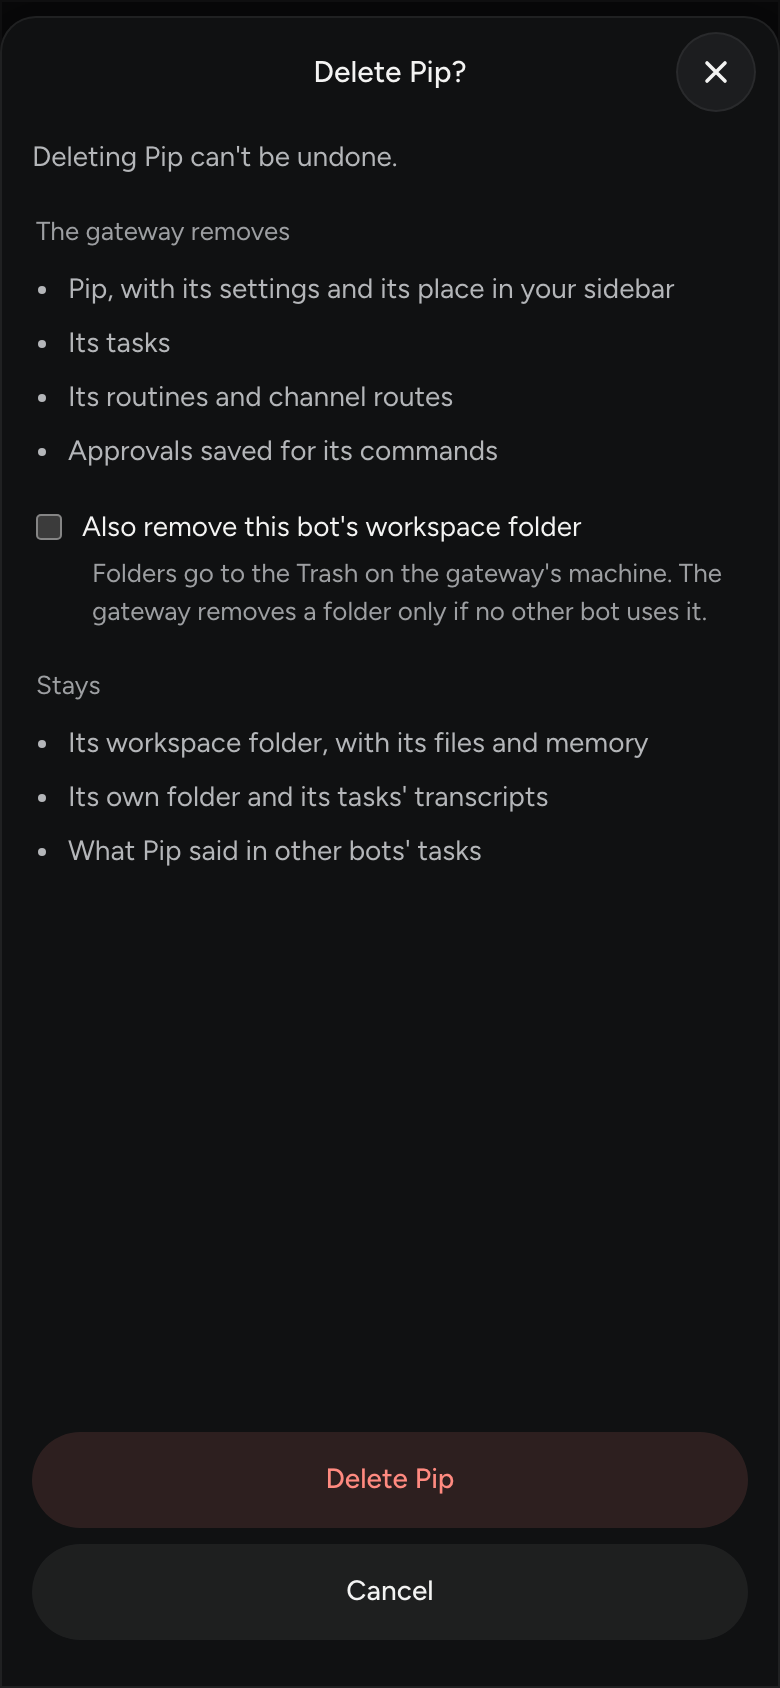 Delete Pip?
Deleting Pip can't be undone.
The gateway removes
• Pip, with its settings and its place in your sidebar
• Its tasks
• Its routines and channel routes
• Approvals saved for its commands
Also remove this bot's workspace folder
Folders go to the Trash on the gateway's machine. The
gateway removes a folder only if no other bot uses it.
Stays
• Its workspace folder, with its files and memory
• Its own folder and its tasks' transcripts
• What Pip said in other bots' tasks
Delete Pip
Cancel